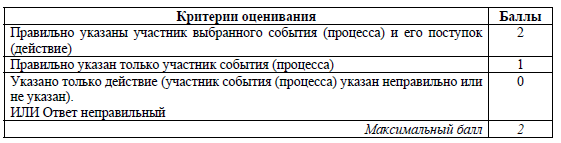 Критерии оценивания Баллы
Правильно указаны участник выбранного события (процесса) и его поступок 2
(действие)
Правильно указан только участник события (процесса) 1
Указано только действие (участник события (процесса) указан неправильно или 0
не указан).
ИЛИ Ответ неправильный
Максимальный балл 2